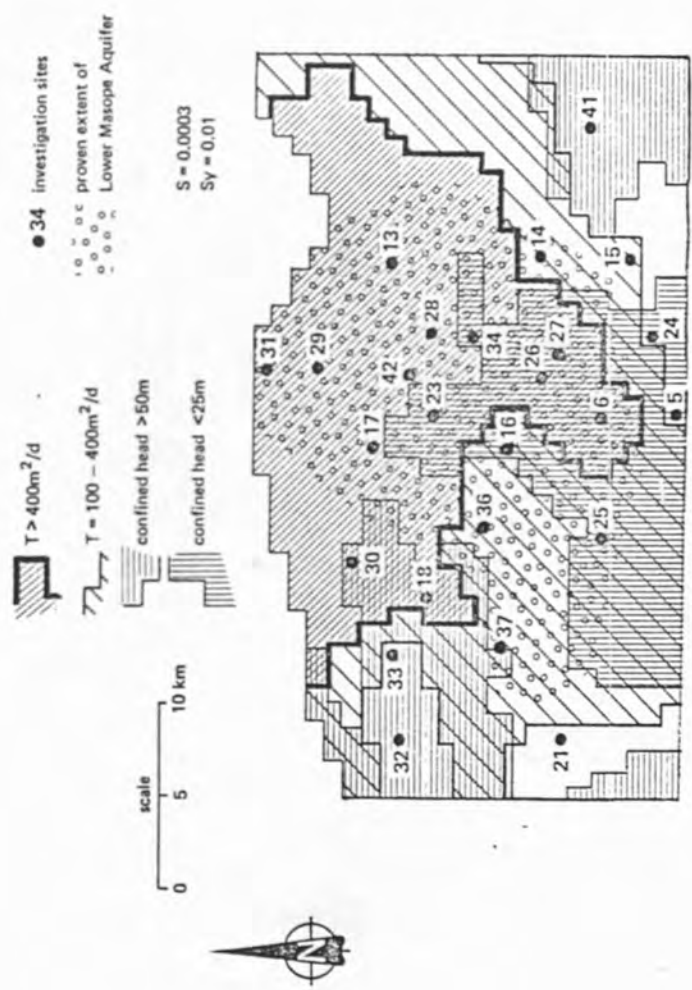 T > 400m²/d
T = 100 – 400m²/d
confined head >50m
confined head <25m
34 investigation sites
proven extent of
Lower Masope Aquifer
S = 0.0003
Sy = 0.01
scale
0 5 10 km
N
31
29
13
28
42
17
23
34
30
18
33
32
36
37
16
26
27
14
15
41
6
25
24
5
21